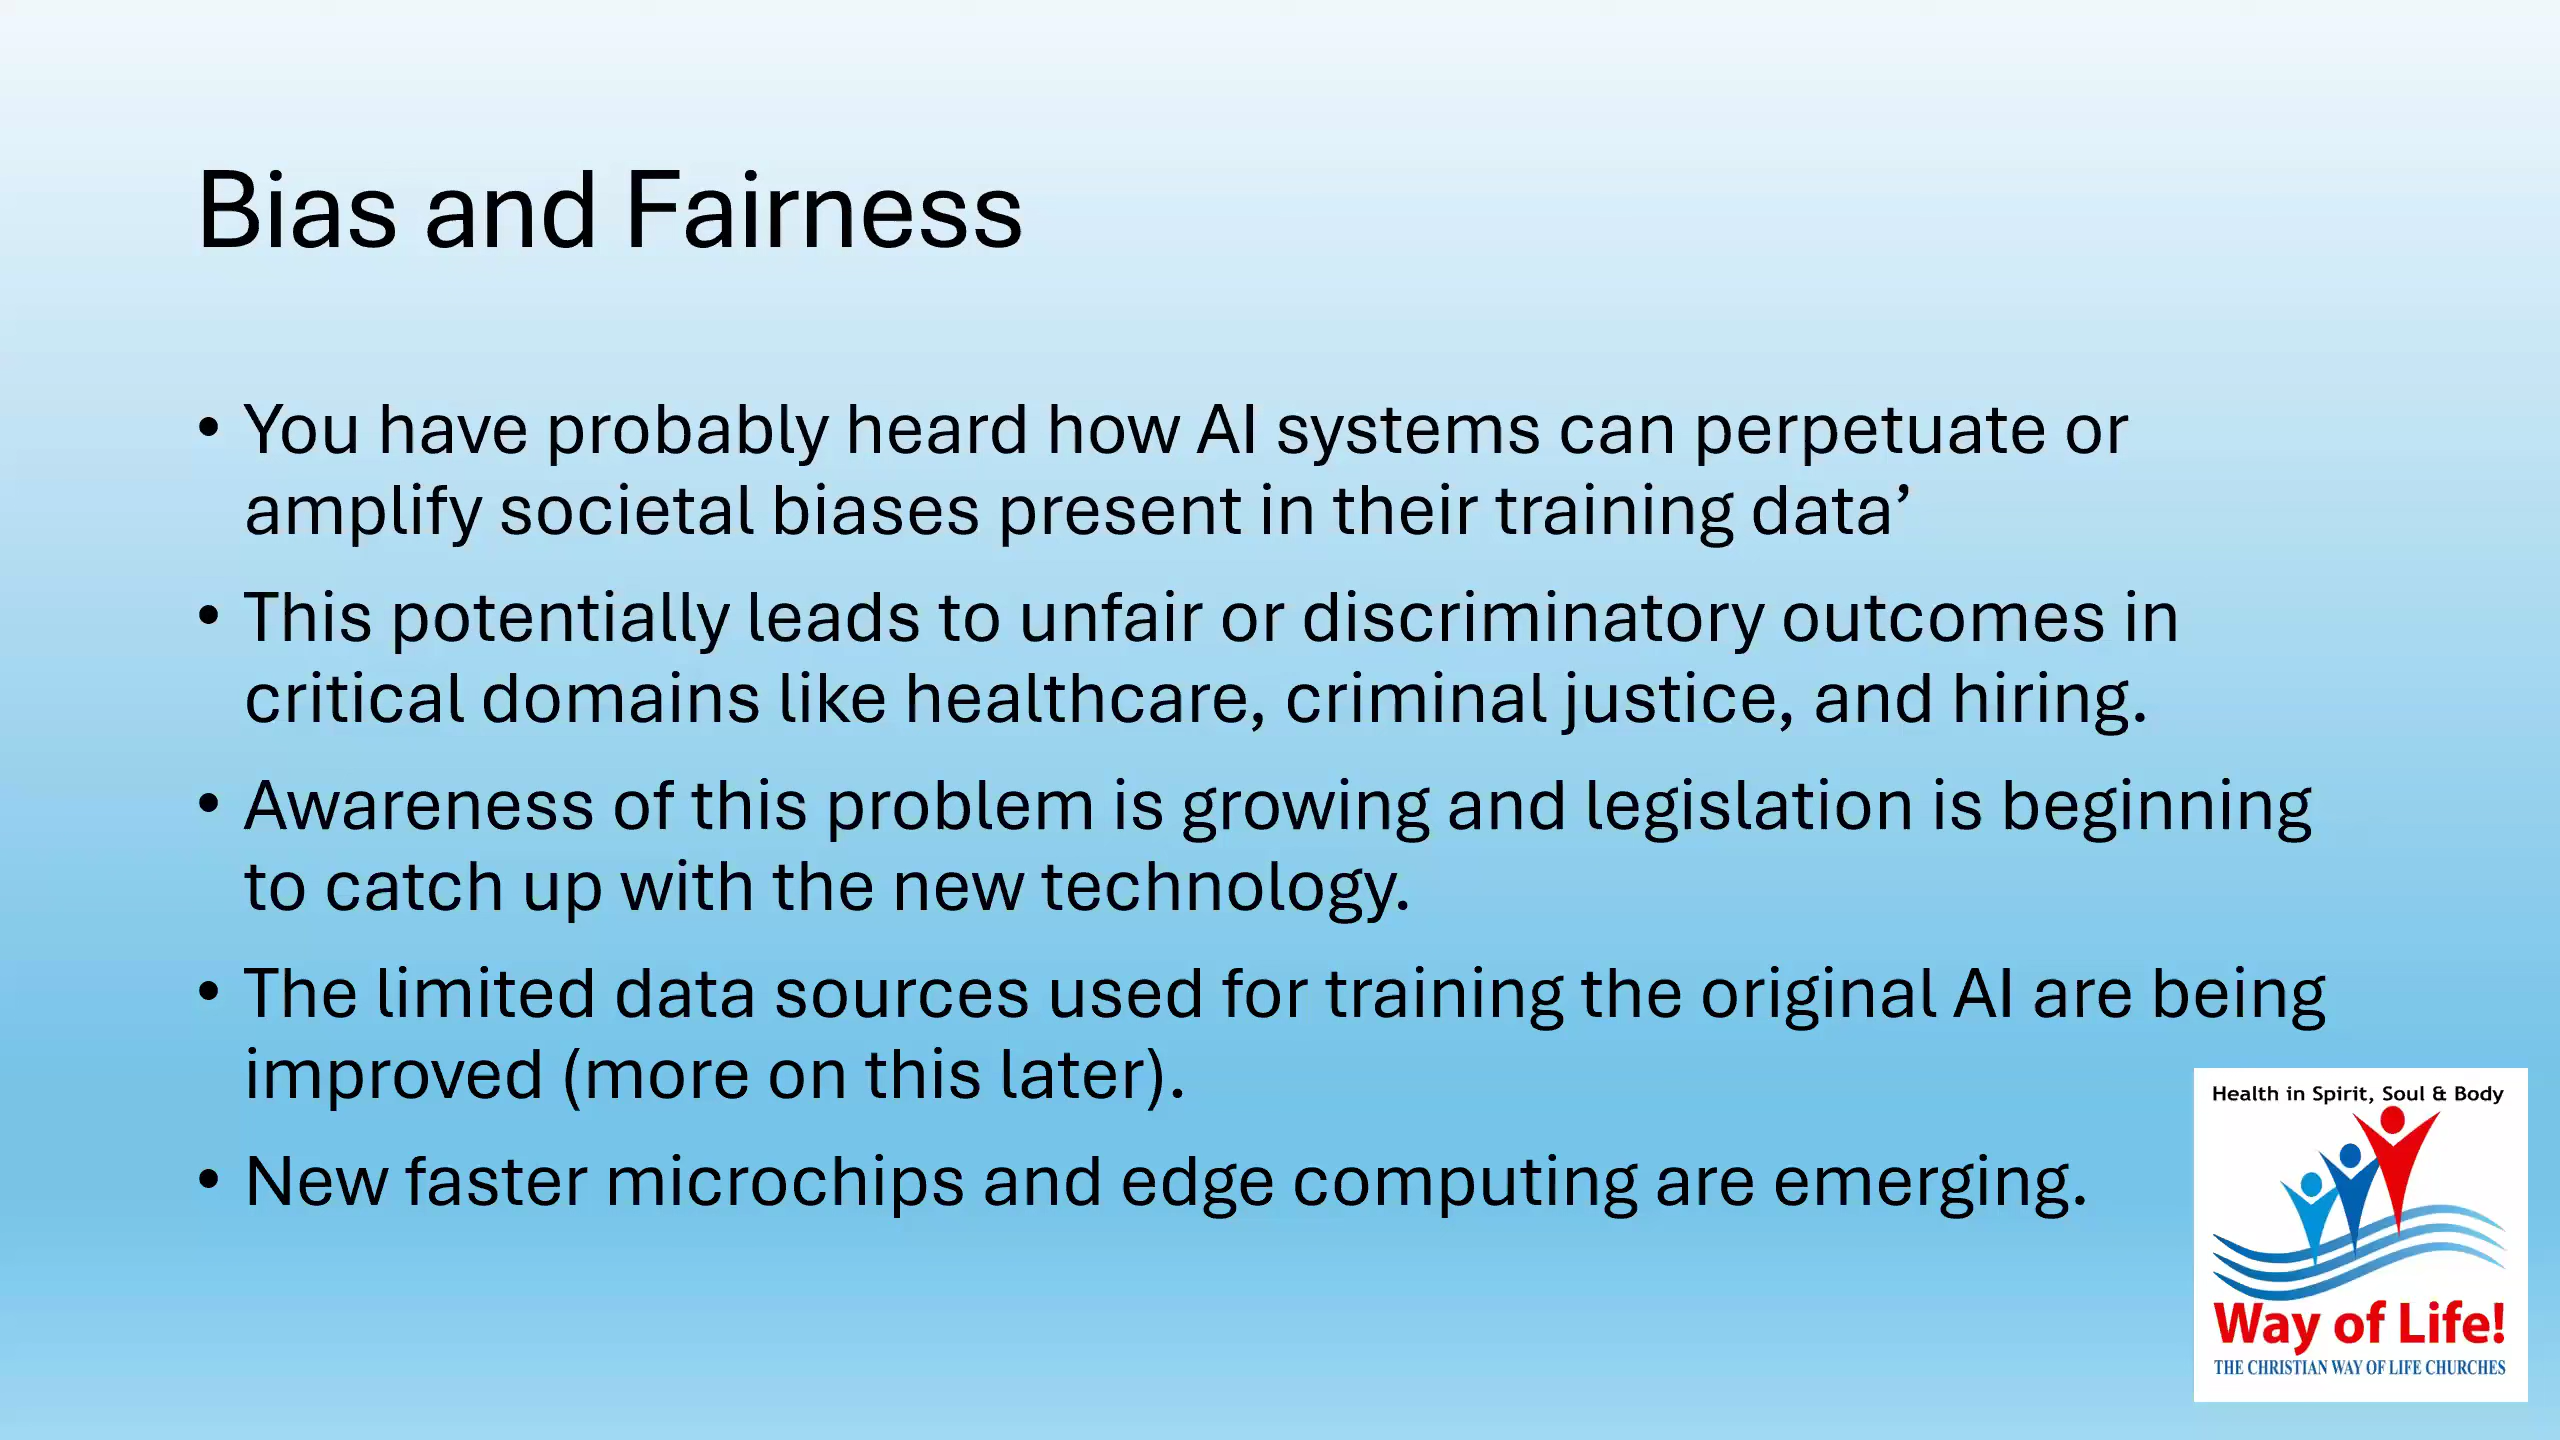 Bias and Fairness
• You have probably heard how AI systems can perpetuate or
amplify societal biases present in their training data’
• This potentially leads to unfair or discriminatory outcomes in
critical domains like healthcare, criminal justice, and hiring.
• Awareness of this problem is growing and legislation is beginning
to catch up with the new technology.
• The limited data sources used for training the original AI are being
improved (more on this later).
• New faster microchips and edge computing are emerging.
Health in Spirit, Soul & Body
Way of Life!
THE CHRISTIAN WAY OF LIFE CHURCHES